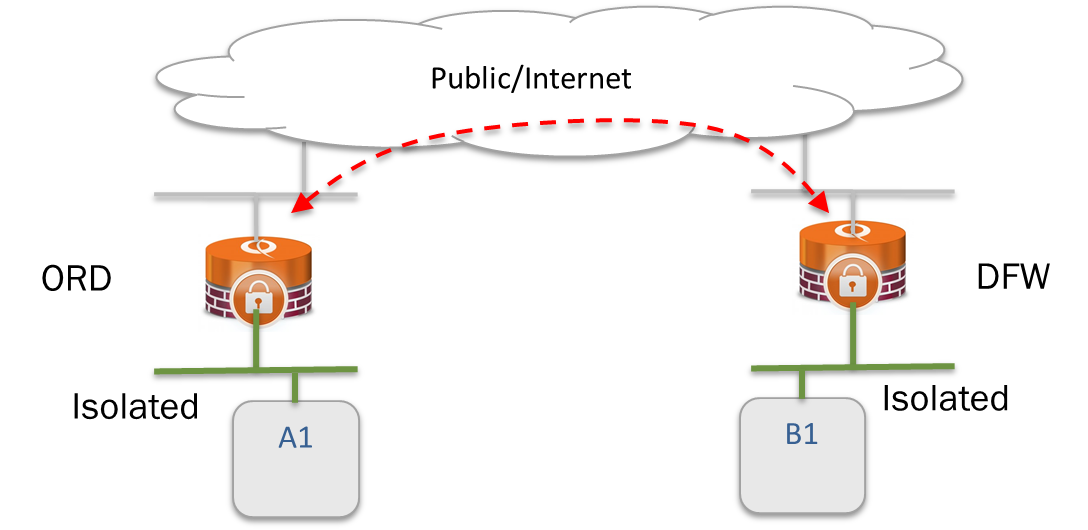 Public/Internet
ORD
DFW
Isolated
Isolated
A1
B1